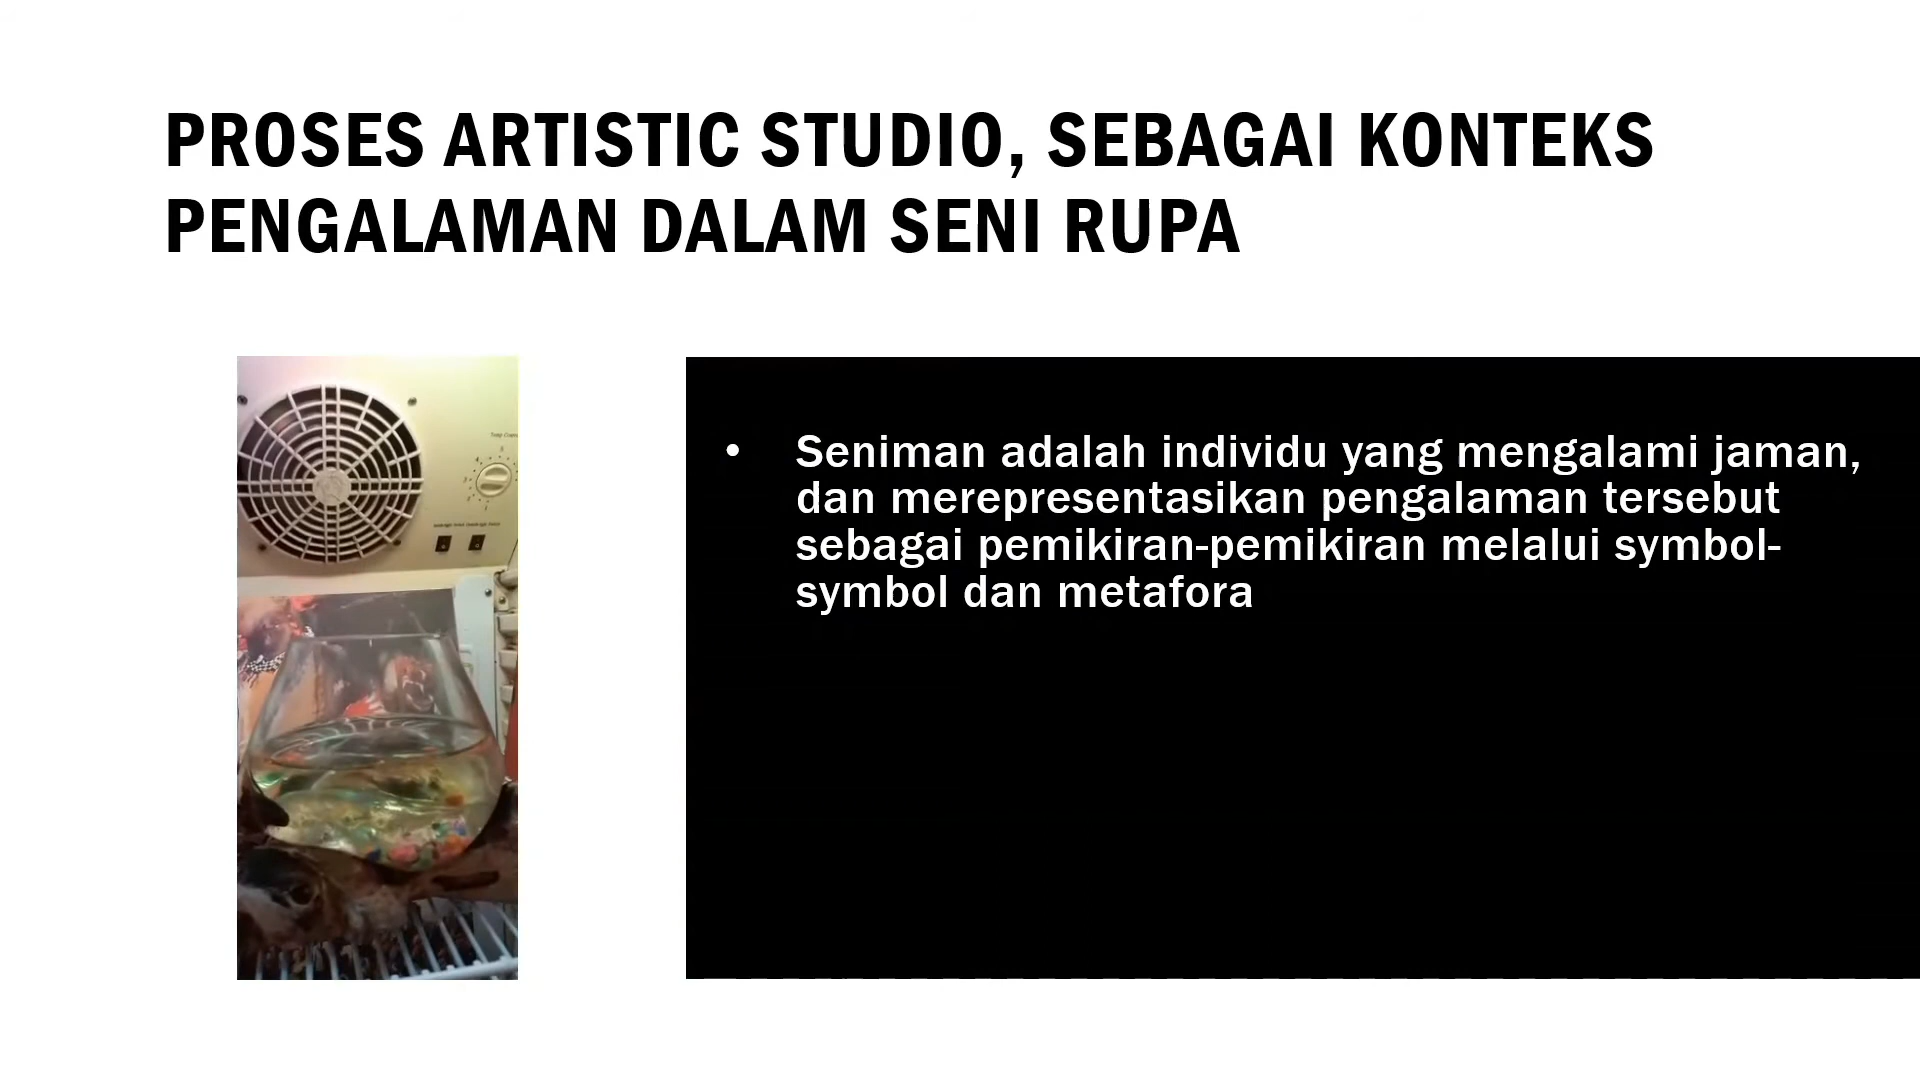 PROSES ARTISTIC STUDIO, SEBAGAI KONTEKS
PENGALAMAN DALAM SENI RUPA
• Seniman adalah individu yang mengalami jaman,
dan merepresentasikan pengalaman tersebut
sebagai pemikiran-pemikiran melalui symbol-
symbol dan metafora